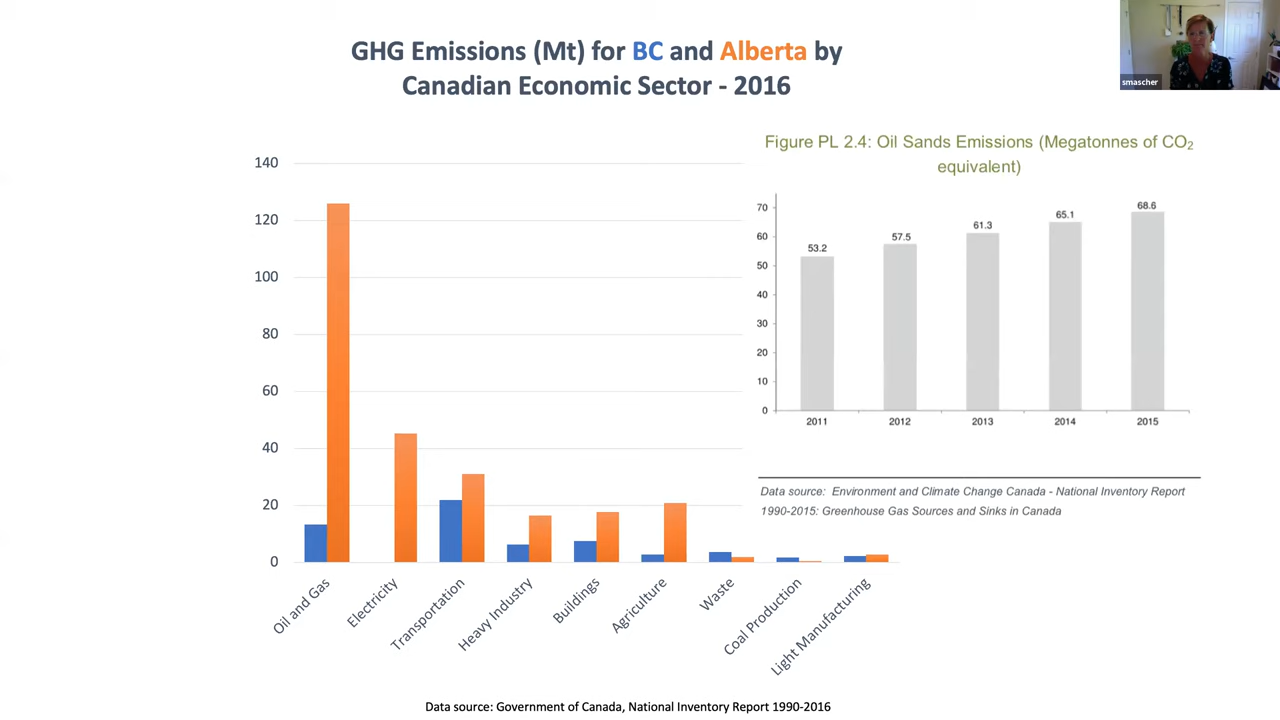 GHG Emissions (Mt) for BC and Alberta by
Canadian Economic Sector - 2016
smascher
140
120
100
80
60
40
20
0
Oil and Gas
Electricity
Transportation
Heavy Industry
Buildings
Agriculture
Waste
Coal Production
Light Manufacturing
Figure PL 2.4: Oil Sands Emissions (Megatonnes of CO₂
equivalent)
70
60
50
40
30
20
10
0
53.2
57.5
61.3
65.1
68.6
2011
2012
2013
2014
2015
Data source: Environment and Climate Change Canada - National Inventory Report
1990-2015: Greenhouse Gas Sources and Sinks in Canada
Data source: Government of Canada, National Inventory Report 1990-2016